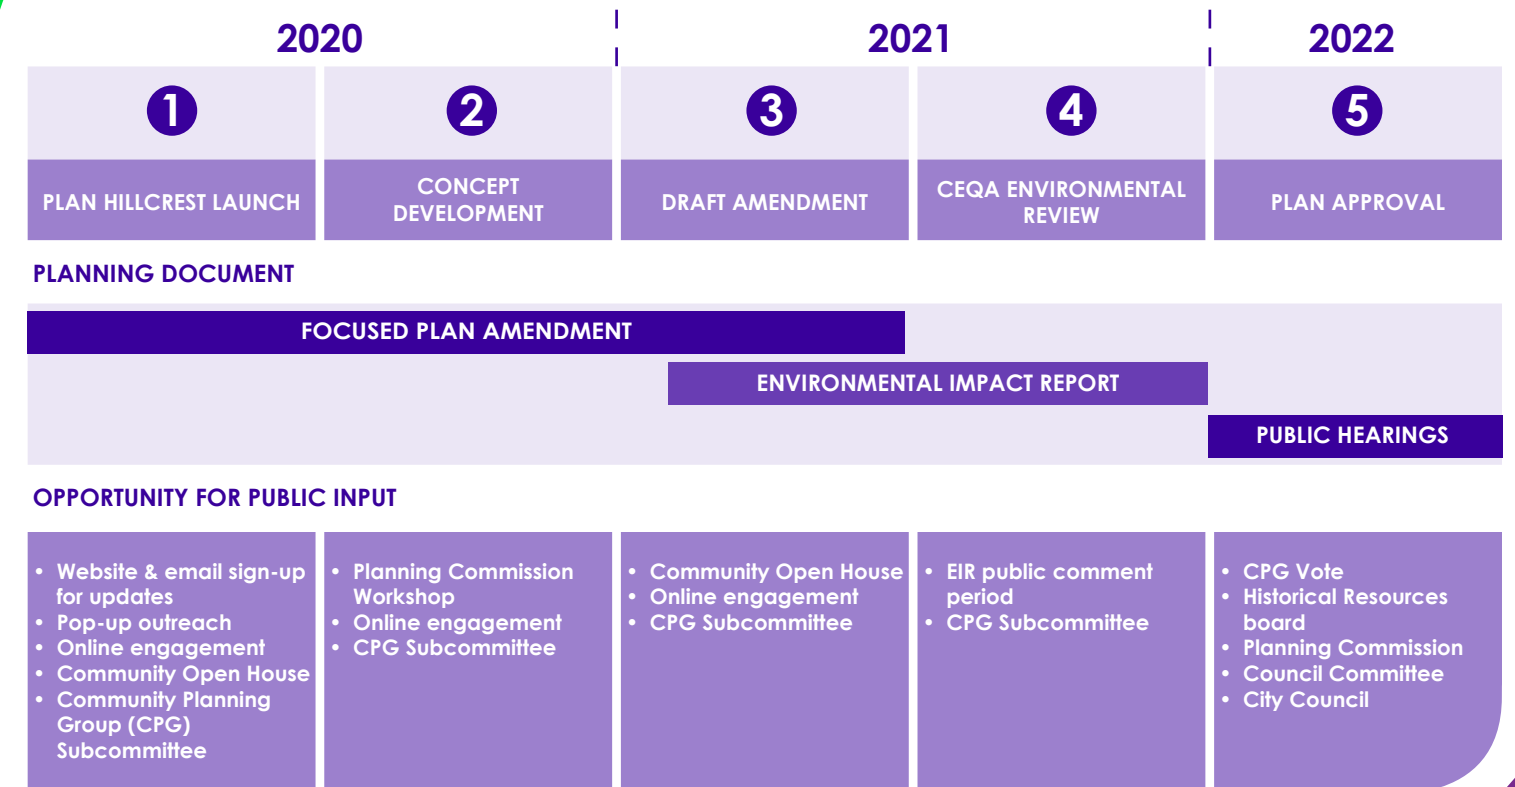 2020
2021
2022
1
2
3
4
5
PLAN HILLCREST LAUNCH
CONCEPT
DEVELOPMENT
DRAFT AMENDMENT
CEQA ENVIRONMENTAL
REVIEW
PLAN APPROVAL
PLANNING DOCUMENT
FOCUSED PLAN AMENDMENT
ENVIRONMENTAL IMPACT REPORT
PUBLIC HEARINGS
OPPORTUNITY FOR PUBLIC INPUT
• Website & email sign-up
for updates
• Pop-up outreach
• Online engagement
• Community Open House
• Community Planning
Group (CPG)
Subcommittee
• Planning Commission
Workshop
• Online engagement
• CPG Subcommittee
• Community Open House
• Online engagement
• CPG Subcommittee
• EIR public comment
period
• CPG Subcommittee
• CPG Vote
• Historical Resources
board
• Planning Commission
• Council Committee
• City Council